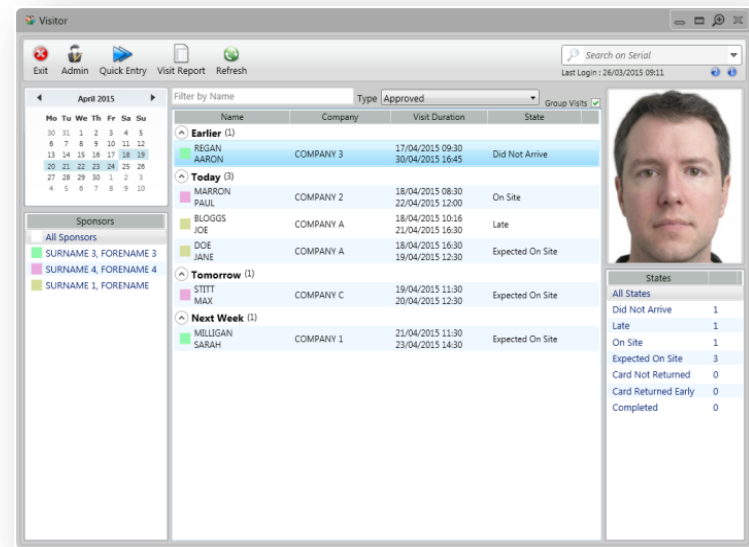 Visitor
Exit Admin Quick Entry Visit Report Refresh
Search on Serial
Last Login : 26/03/2015 09:11
April 2015
Mo Tu We Th Fr Sa Su
30 31 1 2 3 4 5
6 7 8 9 10 11 12
13 14 15 16 17 18 19
20 21 22 23 24 25 26
27 28 29 30 1 2 3
4 5 6 7 8 9 10
Sponsors
All Sponsors
SURNAME 3, FORENAME 3
SURNAME 4, FORENAME 4
SURNAME 1, FORENAME
Filter by Name Type Approved Group Visits
Name Company Visit Duration State
Earlier (1)
REGAN 17/04/2015 09:30
AARON COMPANY 3 30/04/2015 16:45 Did Not Arrive
Today (3)
MARRON 18/04/2015 08:30
PAUL COMPANY 2 22/04/2015 12:00 On Site
BLOGGS 18/04/2015 10:16
JOE COMPANY A 21/04/2015 16:30 Late
DOE 18/04/2015 16:30
JANE COMPANY A 19/04/2015 12:30 Expected On Site
Tomorrow (1)
STITT 19/04/2015 11:30
MAX COMPANY C 20/04/2015 12:30 Expected On Site
Next Week (1)
MILLIGAN 21/04/2015 11:30
SARAH COMPANY 1 23/04/2015 14:30 Expected On Site
States
All States
Did Not Arrive 1
Late 1
On Site 1
Expected On Site 3
Card Not Returned 0
Card Returned Early 0
Completed 0